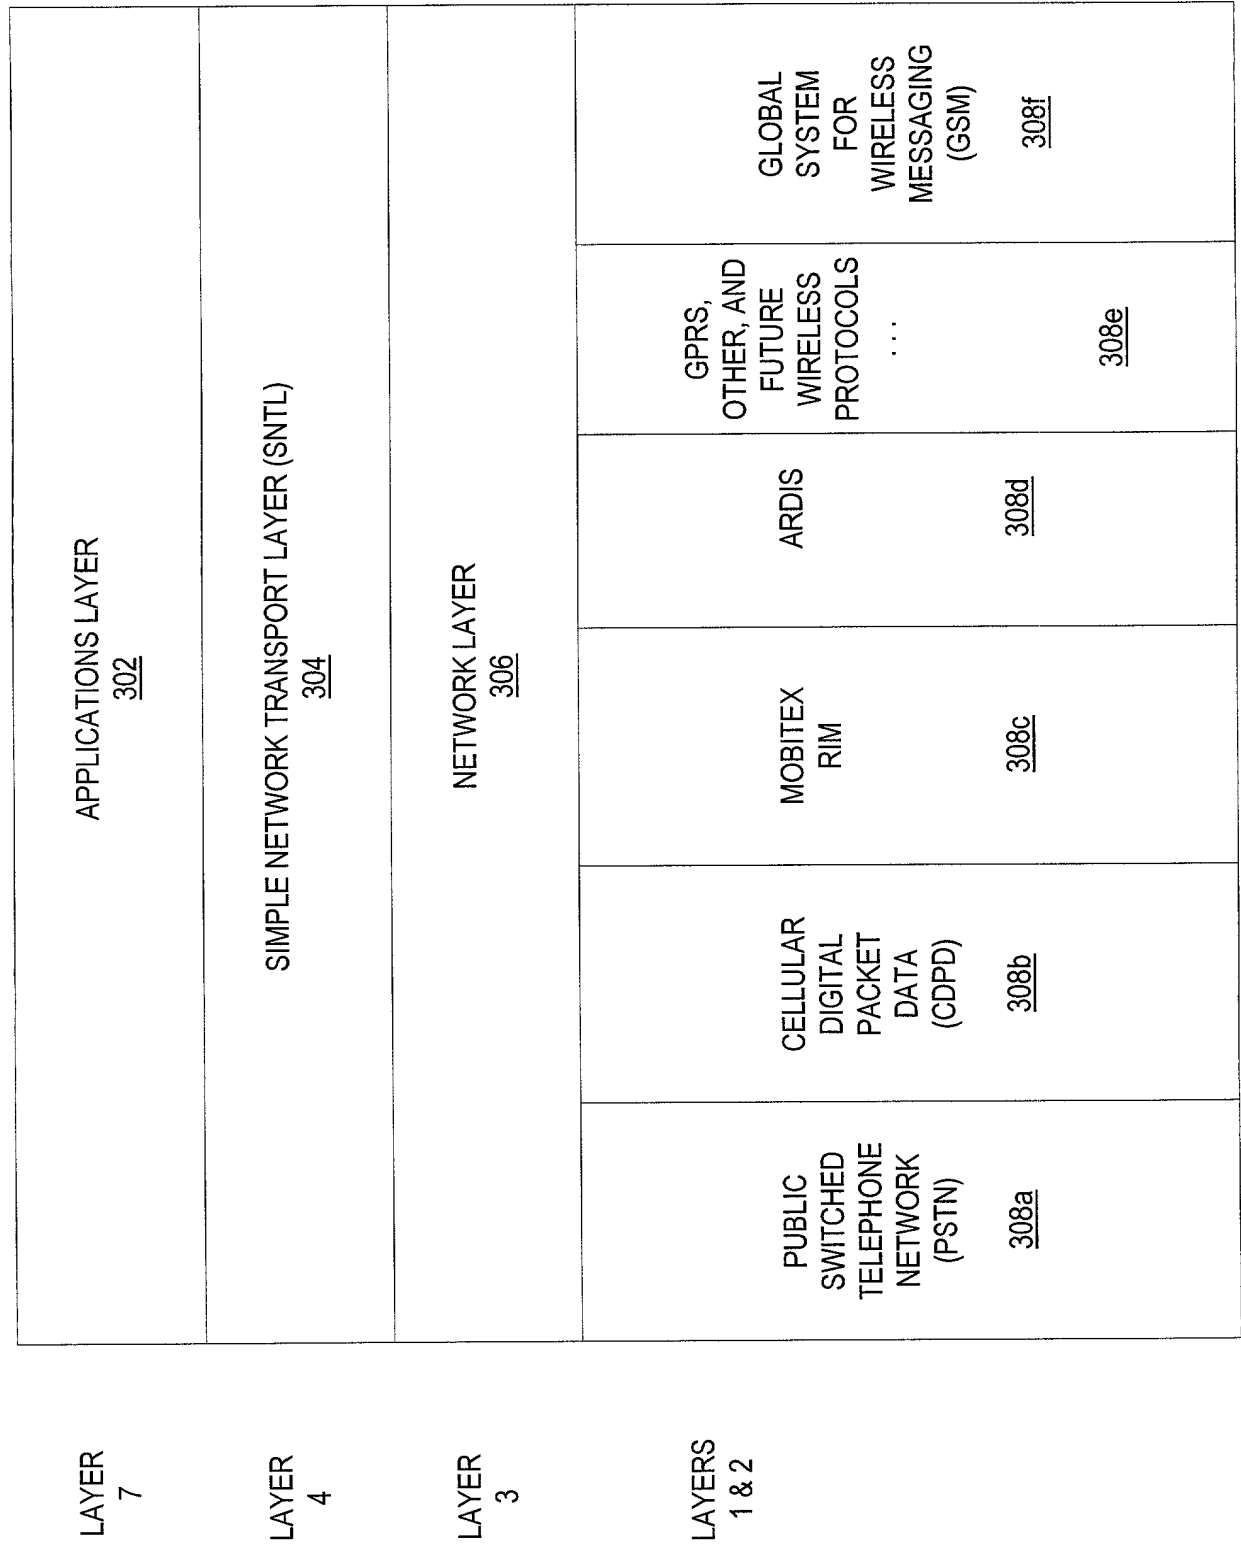 LAYER
7
APPLICATIONS LAYER
302
LAYER
4
SIMPLE NETWORK TRANSPORT LAYER (SNTL)
304
LAYER
3
NETWORK LAYER
306
LAYERS
1 & 2
PUBLIC
SWITCHED
TELEPHONE
NETWORK
(PSTN)
308a
CELLULAR
DIGITAL
PACKET
DATA
(CDPD)
308b
MOBITEX
RIM
308c
ARDIS
308d
GPRS,
OTHER, AND
FUTURE
WIRELESS
PROTOCOLS
. . .
308e
GLOBAL
SYSTEM
FOR
WIRELESS
MESSAGING
(GSM)
308f